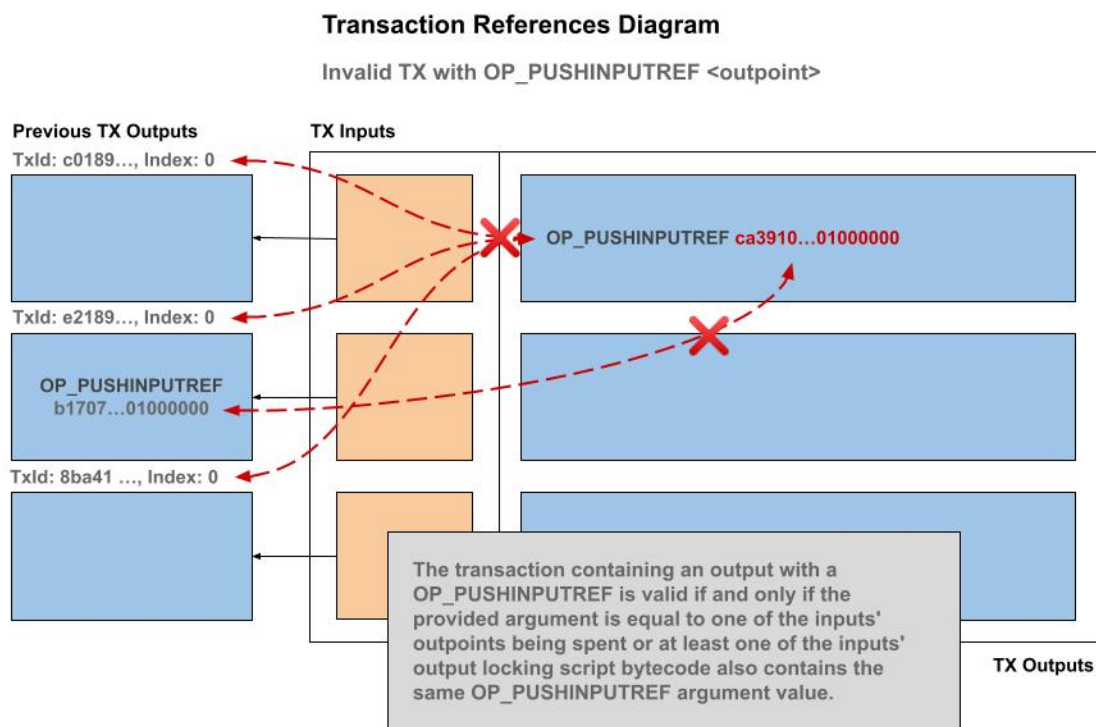 Transaction References Diagram
Invalid TX with OP_PUSHINPUTREF <outpoint>
Previous TX Outputs
TX Inputs
TxId: c0189…, Index: 0
OP_PUSHINPUTREF ca3910…01000000
TxId: e2189…, Index: 0
OP_PUSHINPUTREF
b1707…01000000
TxId: 8ba41 …, Index: 0
The transaction containing an output with a
OP_PUSHINPUTREF is valid if and only if the
provided argument is equal to one of the inputs'
outpoints being spent or at least one of the inputs'
output locking script bytecode also contains the
same OP_PUSHINPUTREF argument value.
TX Outputs